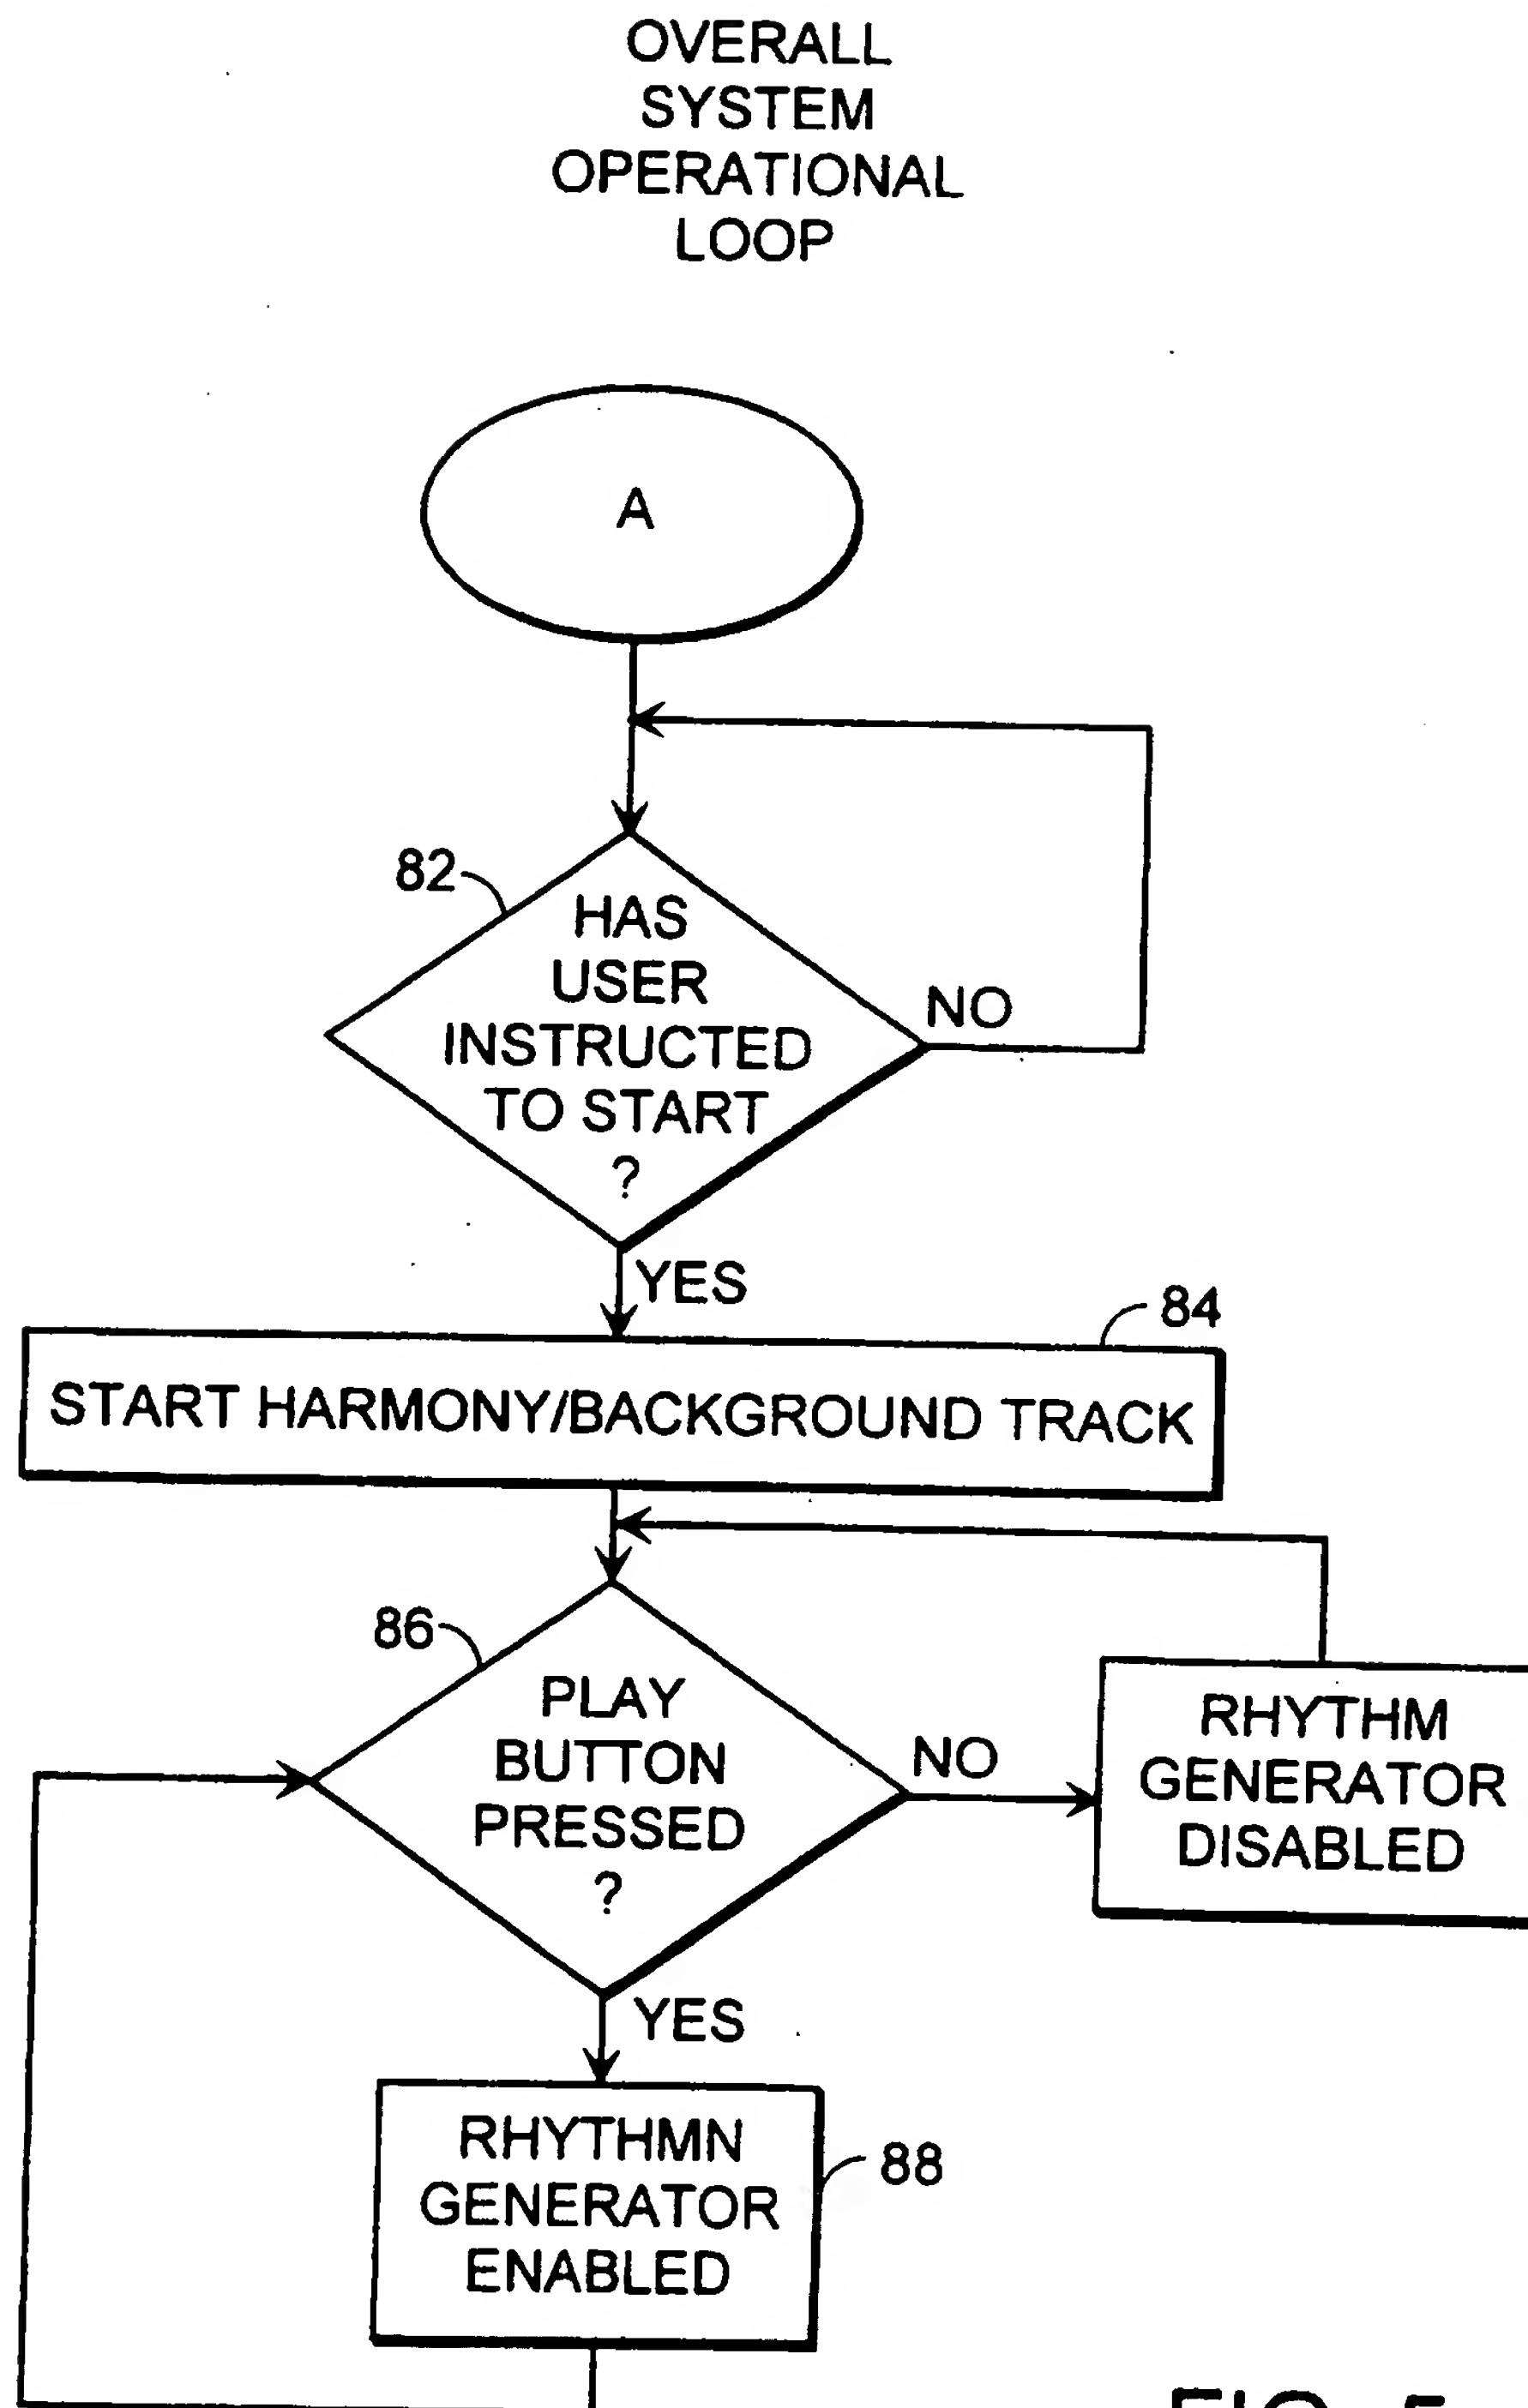 OVERALL
SYSTEM
OPERATIONAL
LOOP
A
82
HAS
USER
INSTRUCTED
TO START
?
NO
YES
84
START HARMONY/BACKGROUND TRACK
86
PLAY
BUTTON
PRESSED
?
NO
RHYTHM
GENERATOR
DISABLED
YES
RHYTHMN
GENERATOR
ENABLED
88